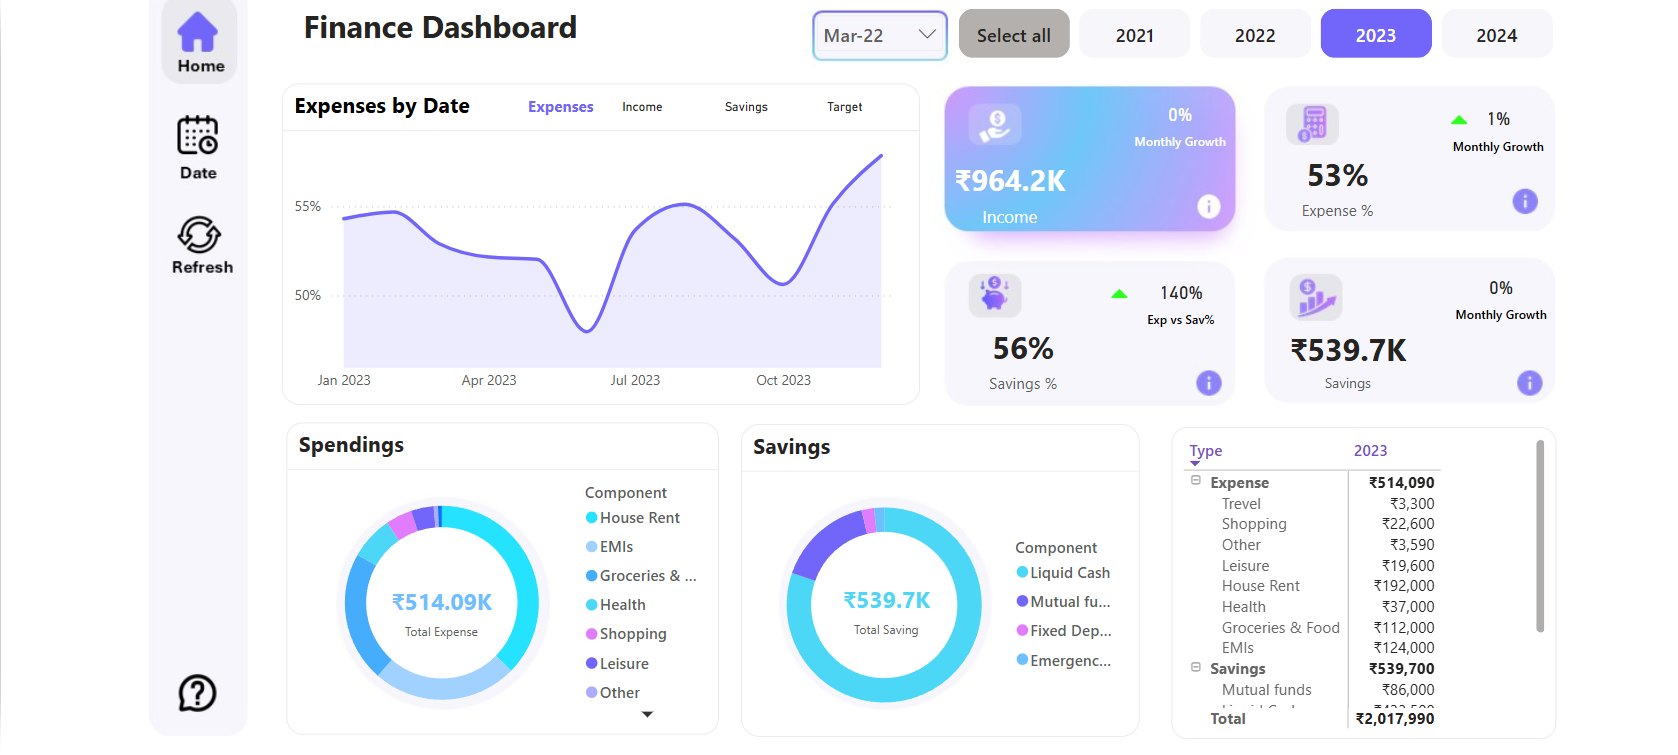 Home
Date
Refresh
Finance Dashboard
Mar-22
Select all
2021
2022
2023
2024
Expenses by Date
Expenses
Income
Savings
Target
55%
50%
Jan 2023
Apr 2023
Jul 2023
Oct 2023
0%
Monthly Growth
₹964.2K
Income
1%
Monthly Growth
53%
Expense %
140%
Exp vs Sav%
56%
Savings %
0%
Monthly Growth
₹539.7K
Savings
Spendings
₹514.09K
Total Expense
Component
House Rent
EMIs
Groceries & ...
Health
Shopping
Leisure
Other
Savings
₹539.7K
Total Saving
Component
Liquid Cash
Mutual fu...
Fixed Dep...
Emergenc...
Type 2023
Expense ₹514,090
Trevel ₹3,300
Shopping ₹22,600
Other ₹3,590
Leisure ₹19,600
House Rent ₹192,000
Health ₹37,000
Groceries & Food ₹112,000
EMIs ₹124,000
Savings ₹539,700
Mutual funds ₹86,000
Total ₹2,017,990